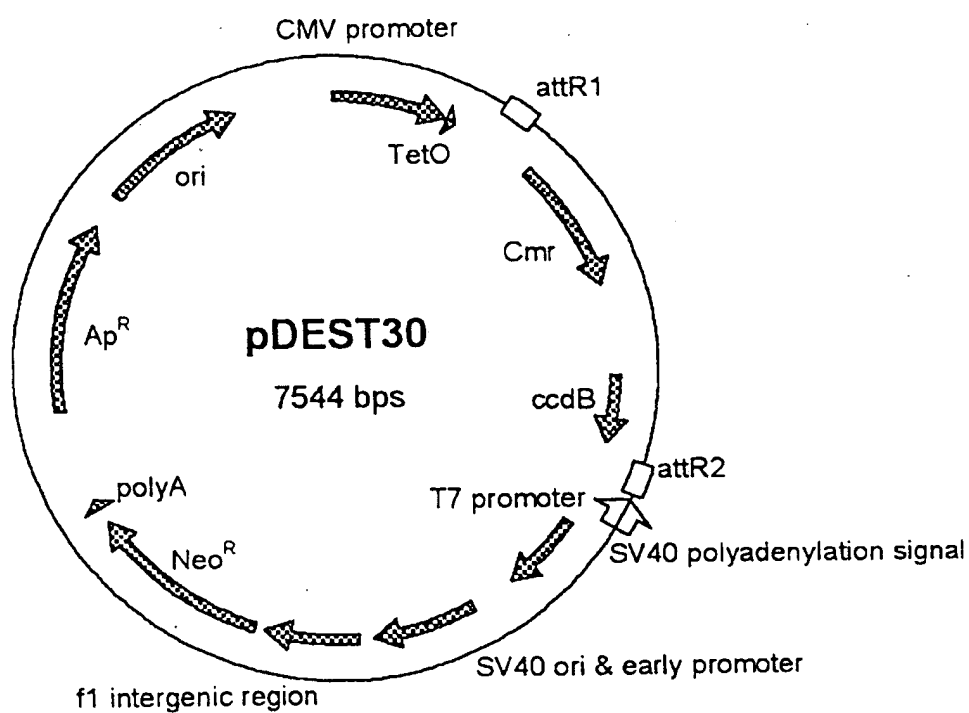 CMV promoter
attR1
TetO
ori
Cmr
Ap^R
pDEST30
7544 bps
ccdB
attR2
polyA
T7 promoter
SV40 polyadenylation signal
Neo^R
SV40 ori & early promoter
f1 intergenic region